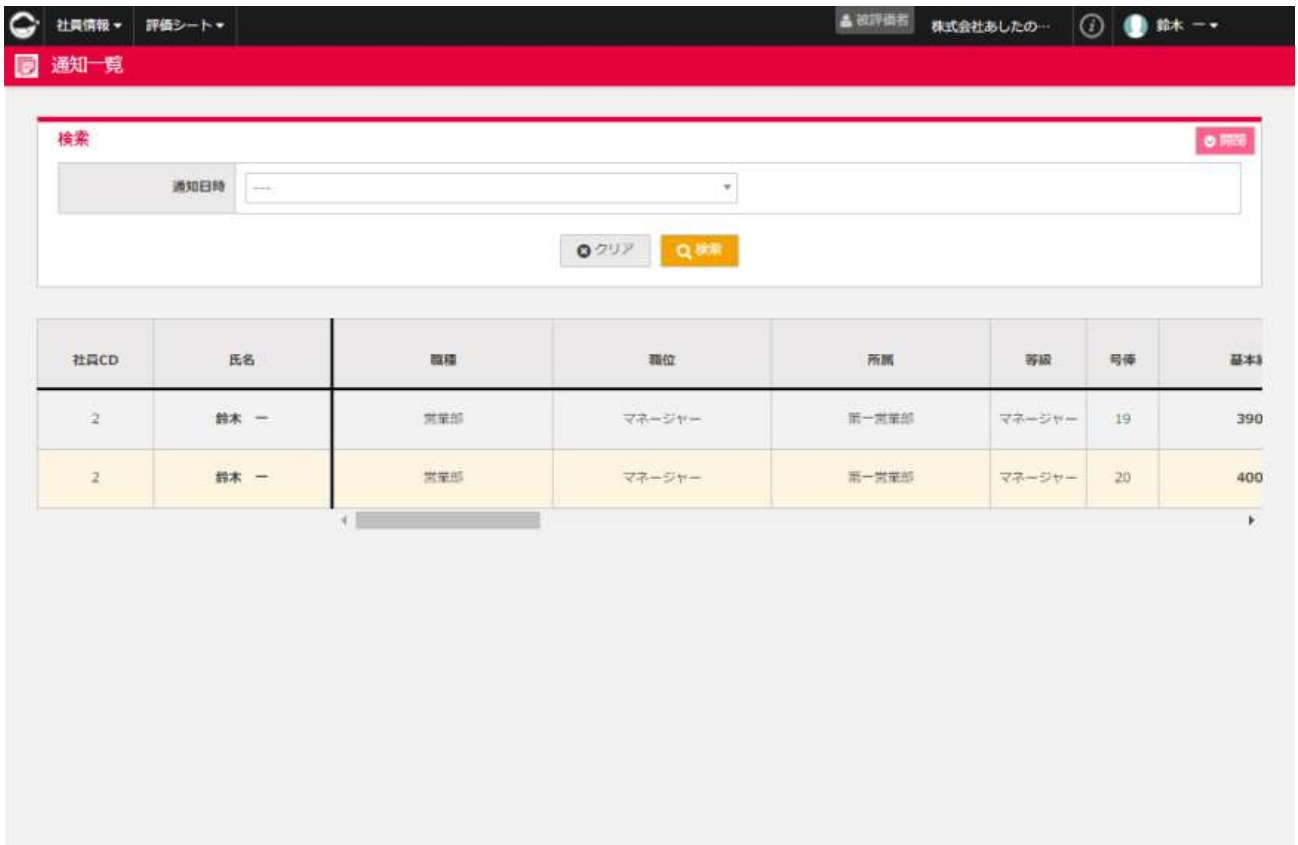 社員情報 評価シート 被評価者 株式会社あしたの… 鈴木 一
通知一覧
検索 開閉
通知日時 ---
クリア 検索
社員CD 氏名 職種 職位 所属 等級 号俸 基本
2 鈴木 一 営業部 マネージャー 第一営業部 マネージャー 19 390
2 鈴木 一 営業部 マネージャー 第一営業部 マネージャー 20 400